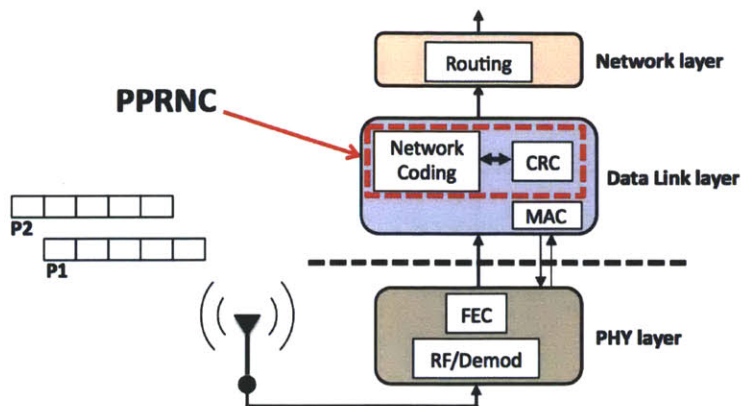 Routing
Network layer
PPRNC
Network
Coding
CRC
Data Link layer
MAC
P2
P1
FEC
PHY layer
RF/Demod